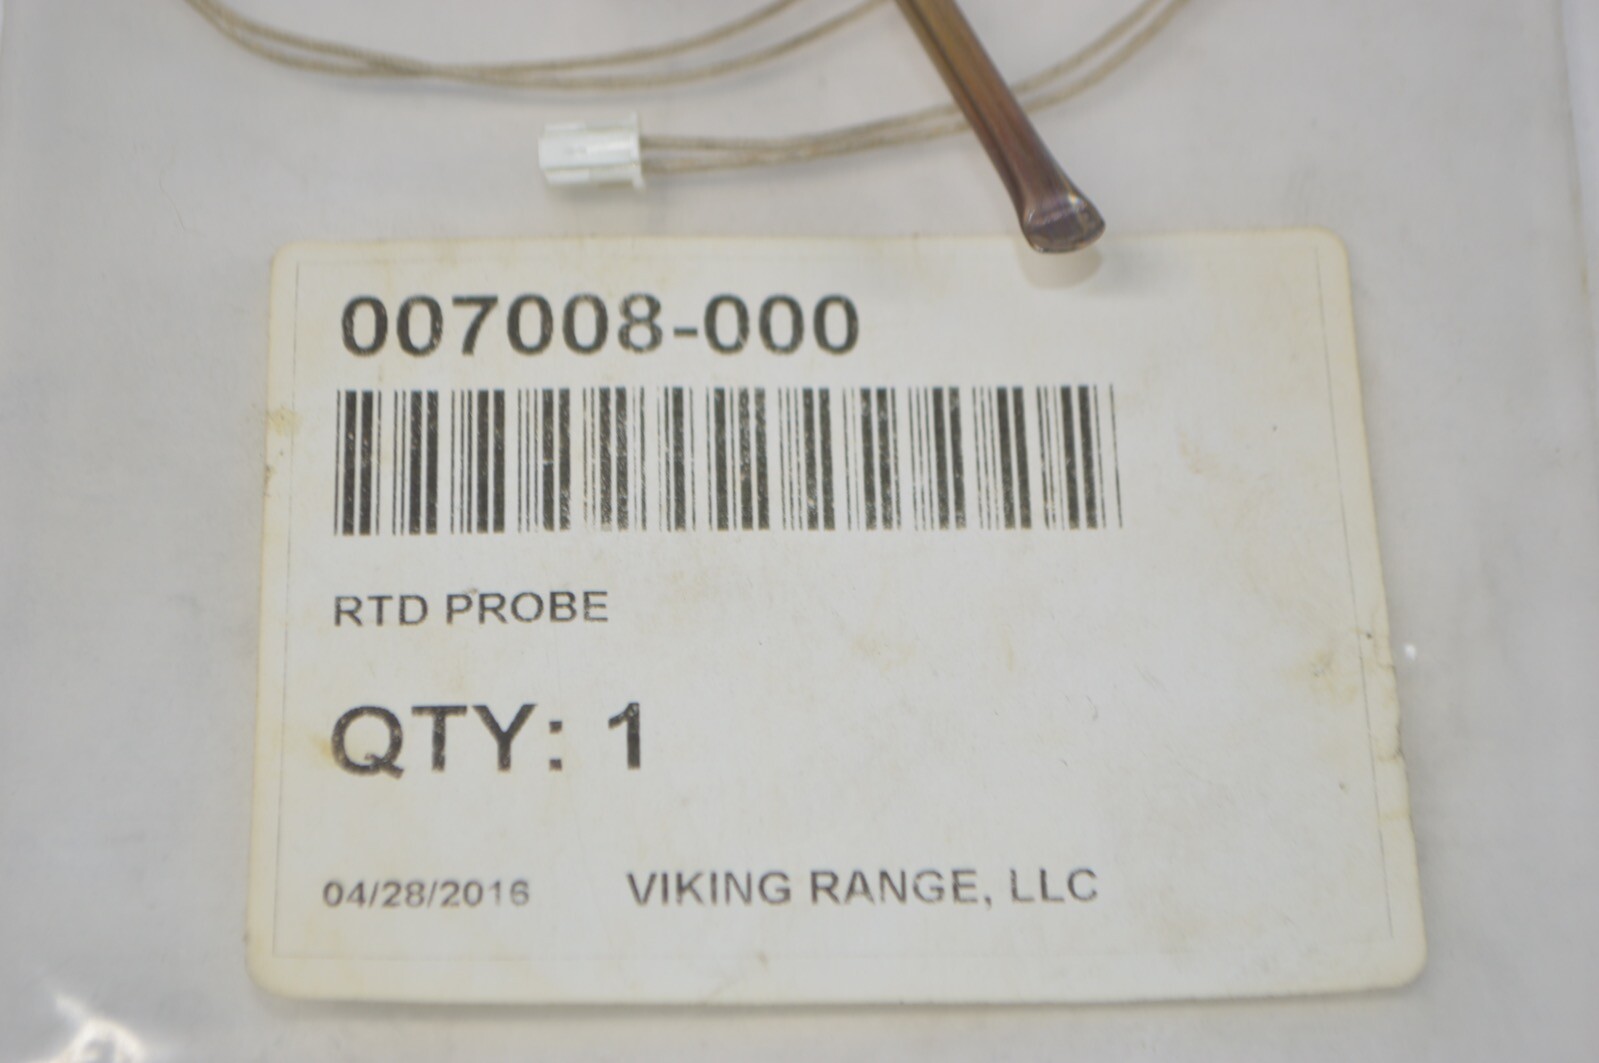 007008-000
RTD PROBE
QTY: 1
04/28/2016 VIKING RANGE, LLC